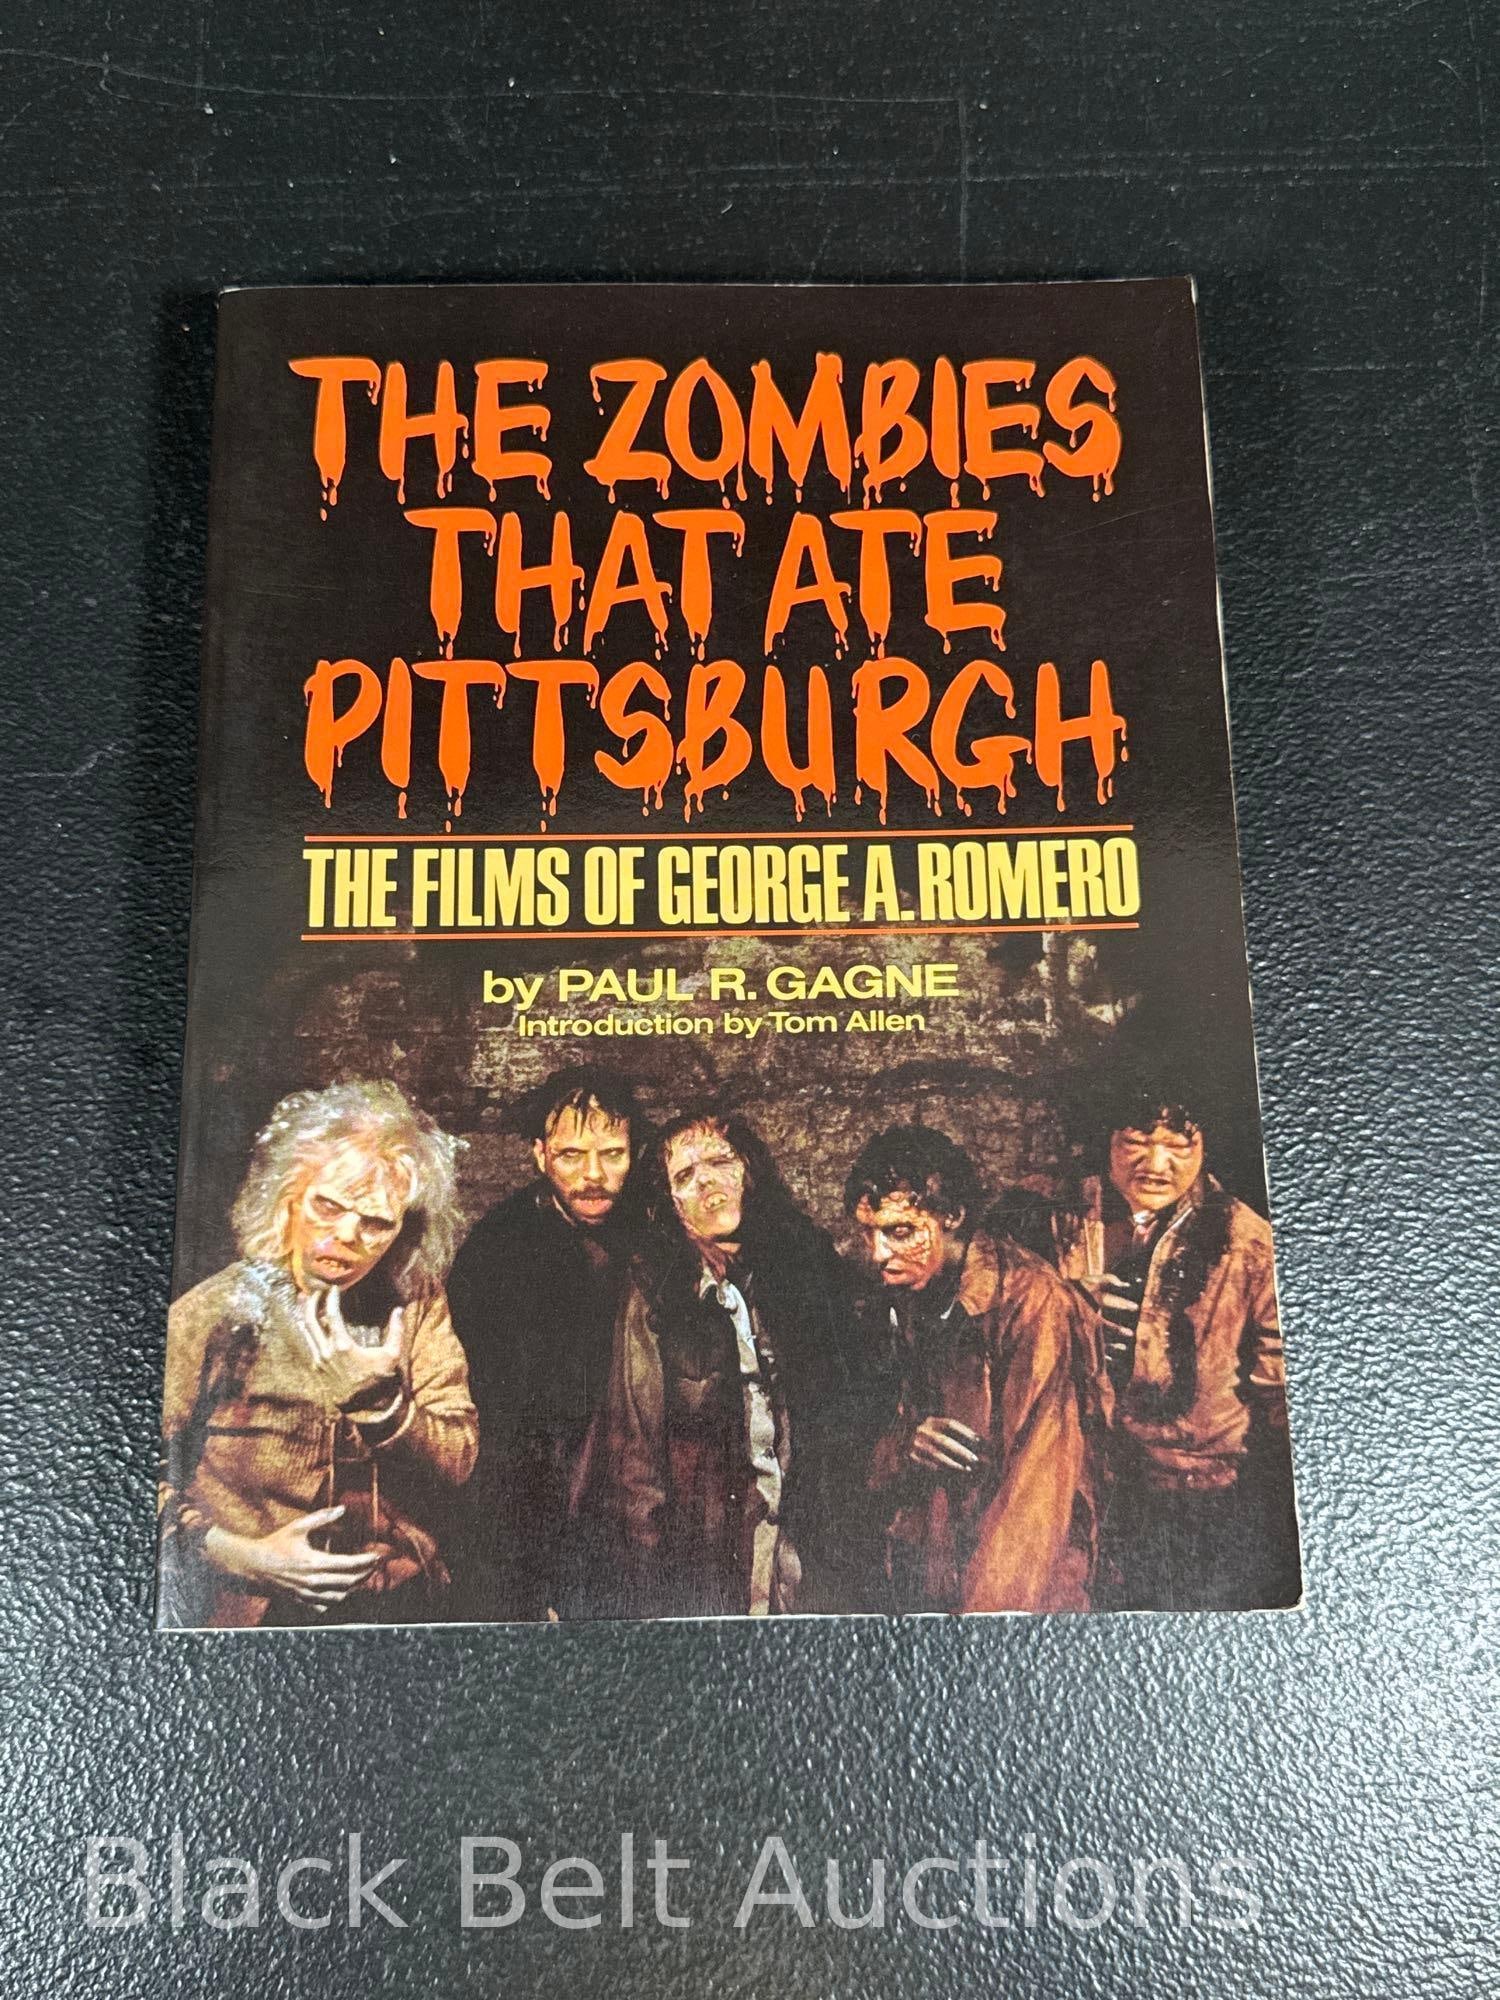 THE ZOMBIES
THAT ATE
PITTSBURGH
THE FILMS OF GEORGE A. ROMERO
by PAUL R. GAGNE
Introduction by Tom Allen
Black Belt Auctions